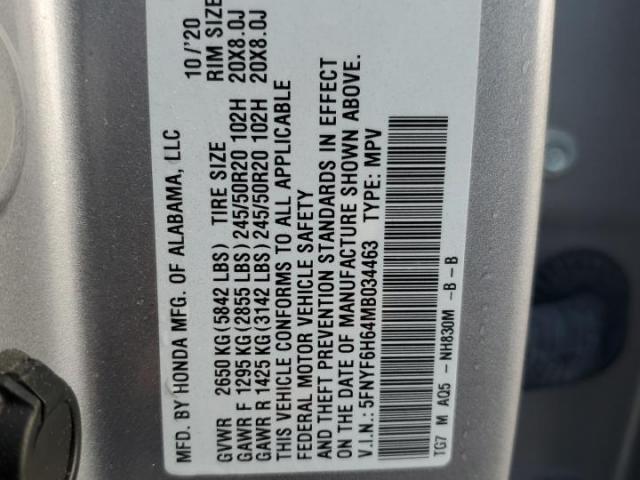 MFD. BY HONDA MFG. OF ALABAMA, LLC 10/'20
TIRE SIZE RIM SIZE
GVWR 2650 KG(5842 LBS)
GAWR F 1295 KG(2855 LBS)245/50R20 102H 20X8.0J
GAWR R 1425 KG(3142 LBS)245/50R20 102H 20X8.0J
THIS VEHICLE CONFORMS TO ALL APPLICABLE
FEDERAL MOTOR VEHICLE SAFETY
AND THEFT PREVENTION STANDARDS IN EFFECT
ON THE DATE OF MANUFACTURE SHOWN ABOVE.
V.I.N.: 5FNYF6H64MB034463 TYPE: MPV
TG7 M AQ5 - NH830M -B - B